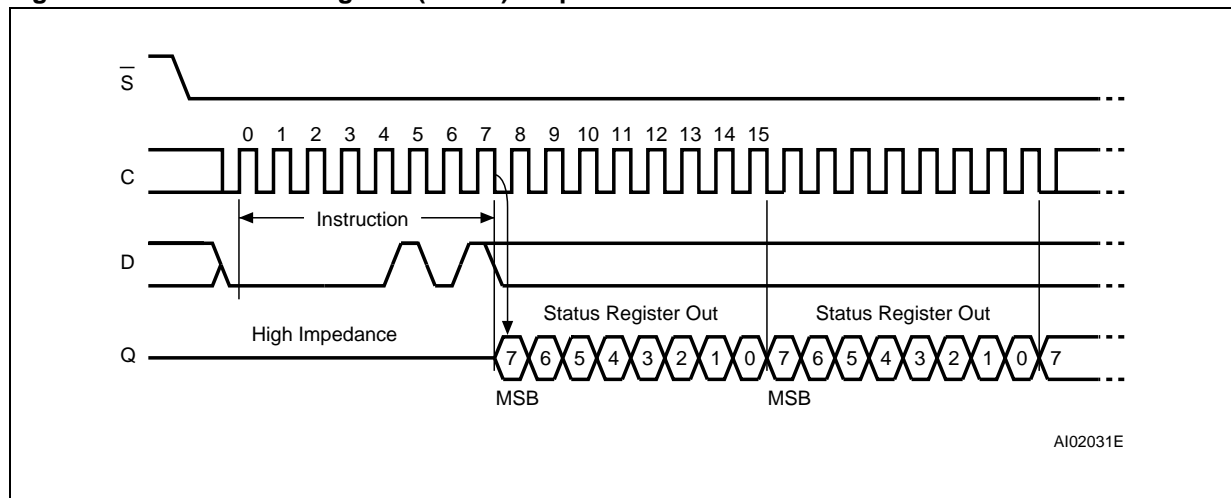 S
0 1 2 3 4 5 6 7 8 9 10 11 12 13 14 15
C
Instruction
D
Status Register Out Status Register Out
High Impedance
Q 7 6 5 4 3 2 1 0 7 6 5 4 3 2 1 0 7
MSB MSB
AI02031E